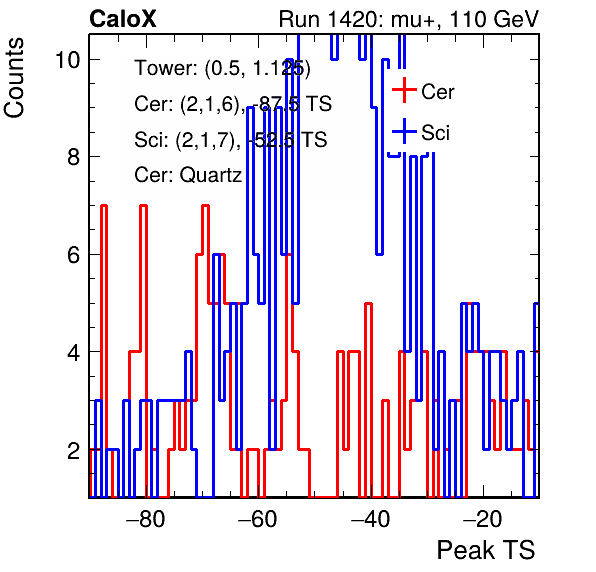 CaloX Run 1420: mu+, 110 GeV
Counts
10
8
6
4
2
Tower: (0.5, 1.125)
Cer: (2,1,6), -87.5 TS
Sci: (2,1,7), -52.5 TS
Cer: Quartz
Cer
Sci
−80 −60 −40 −20
Peak TS